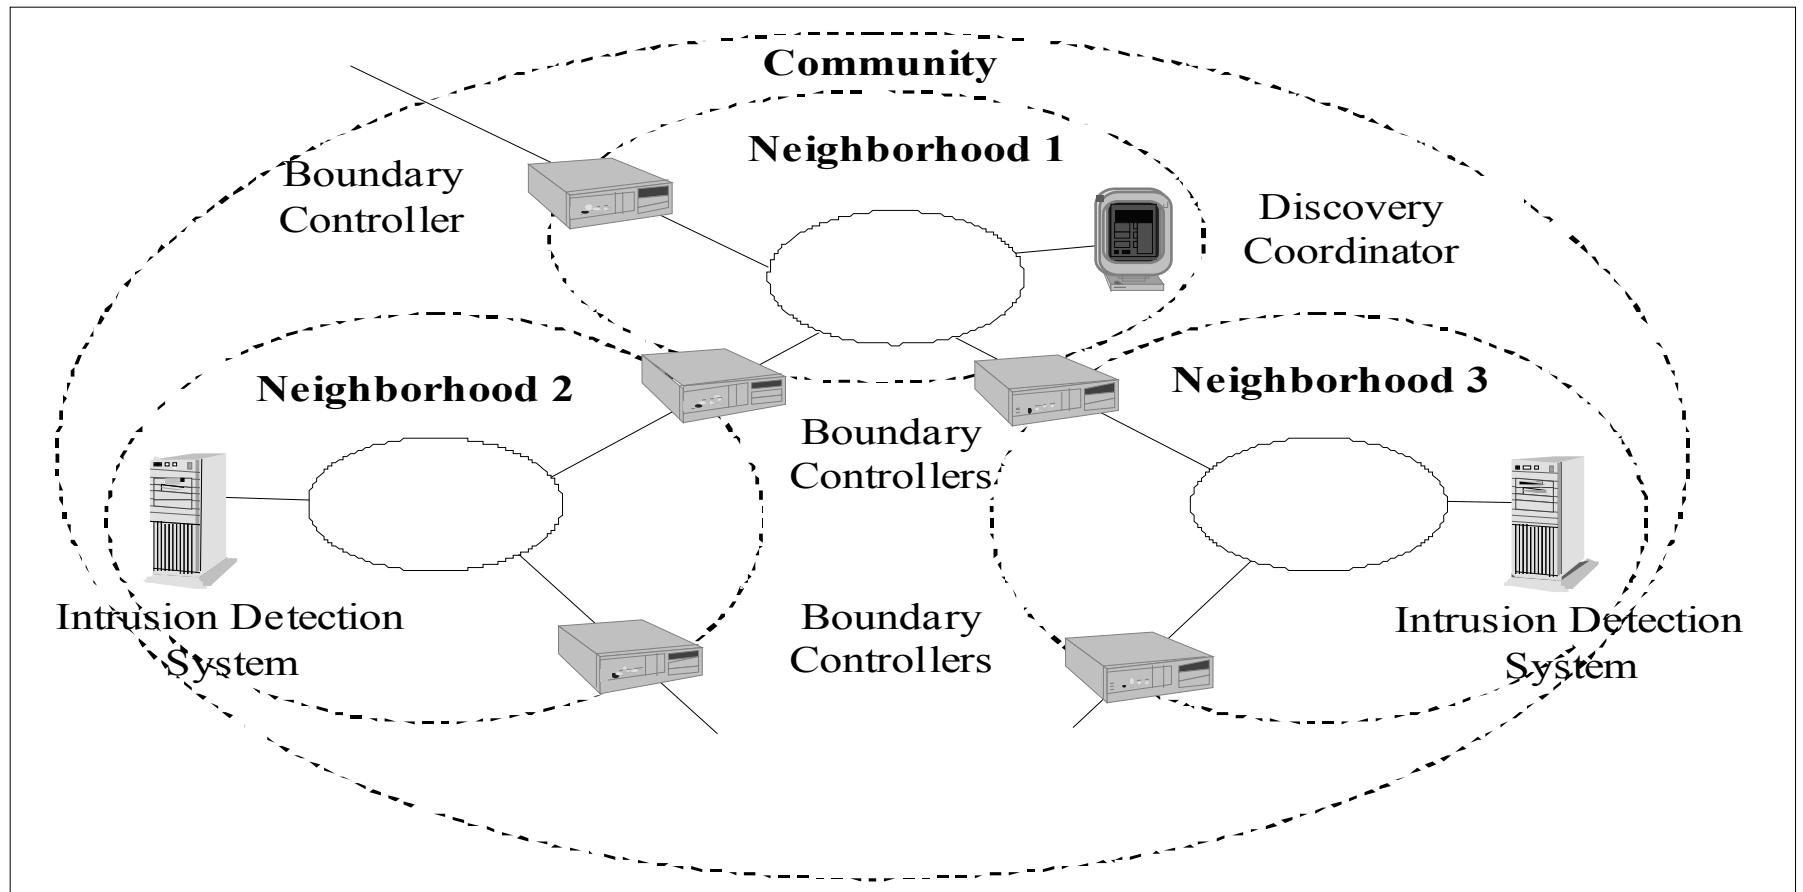 Community
Neighborhood 1
Boundary
Controller
Discovery
Coordinator
Neighborhood 2
Neighborhood 3
Boundary
Controllers
Intrusion Detection
System
Boundary
Controllers
Intrusion Detection
System